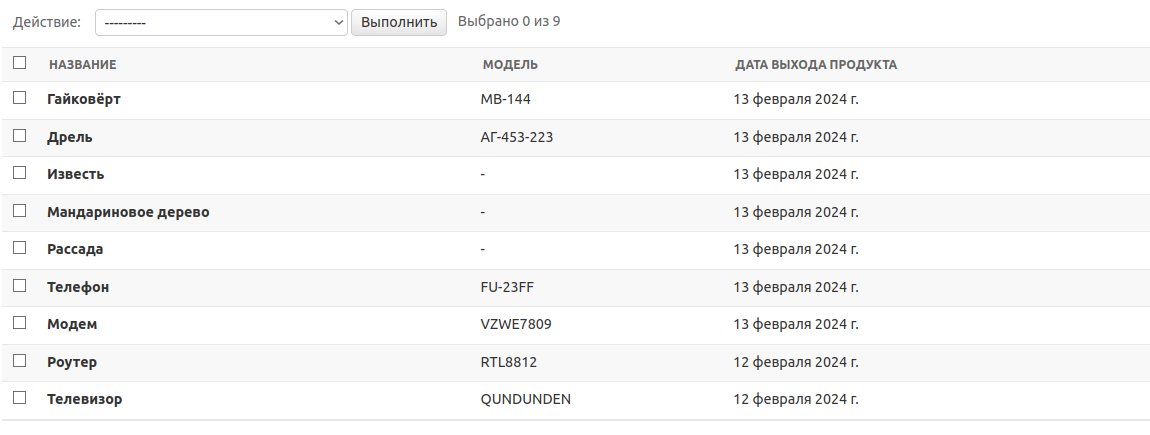 Действие: --------- Выполнить Выбрано 0 из 9
НАЗВАНИЕ МОДЕЛЬ ДАТА ВЫХОДА ПРОДУКТА
Гайковёрт МВ-144 13 февраля 2024 г.
Дрель АГ-453-223 13 февраля 2024 г.
Известь - 13 февраля 2024 г.
Мандариновое дерево - 13 февраля 2024 г.
Рассада - 13 февраля 2024 г.
Телефон FU-23FF 13 февраля 2024 г.
Модем VZWE7809 13 февраля 2024 г.
Роутер RTL8812 12 февраля 2024 г.
Телевизор QUNDUNDEN 12 февраля 2024 г.